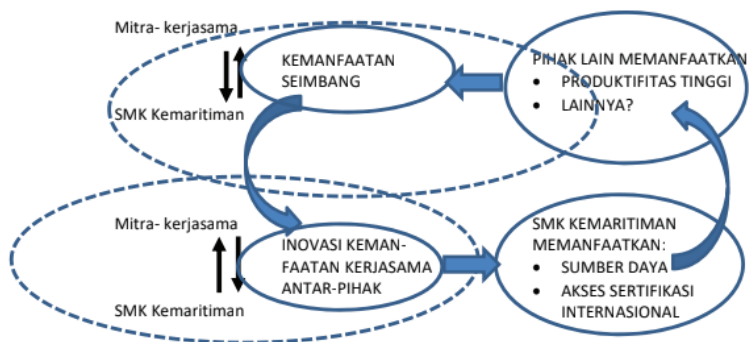 Mitra- kerjasama
SMK Kemaritiman
KEMANFAATAN
SEIMBANG
PIHAK LAIN MEMANFAATKAN
• PRODUKTIFITAS TINGGI
• LAINNYA?
Mitra- kerjasama
SMK Kemaritiman
INOVASI KEMAN-
FAATAN KERJASAMA
ANTAR-PIHAK
SMK KEMARITIMAN
MEMANFAATKAN:
• SUMBER DAYA
• AKSES SERTIFIKASI
INTERNASIONAL